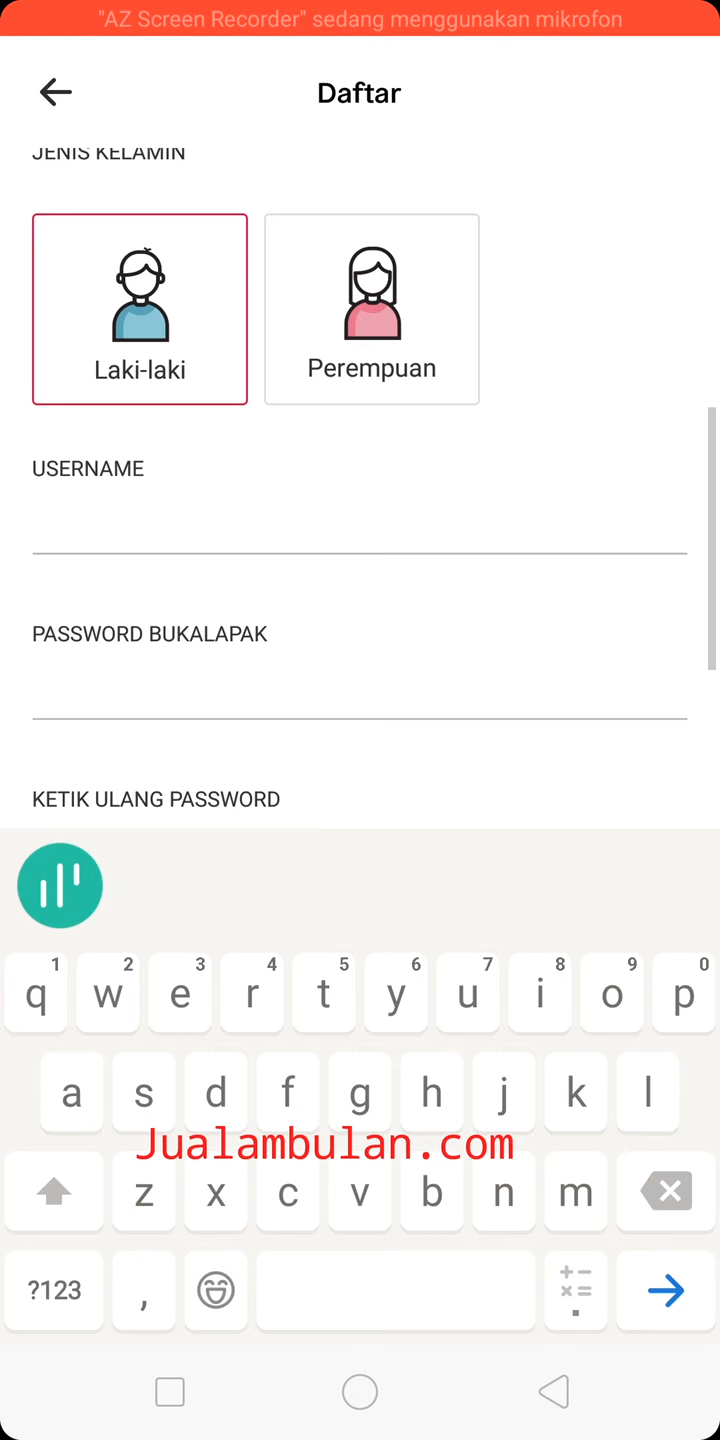 "AZ Screen Recorder" sedang menggunakan mikrofon
Daftar
JENIS KELAMIN
Laki-laki
Perempuan
USERNAME
PASSWORD BUKALAPAK
KETIK ULANG PASSWORD
1 2 3 4 5 6 7 8 9 0
q w e r t y u i o p
a s d f g h j k l
Jualambulan.com
z x c v b n m
?123 , + − × = .